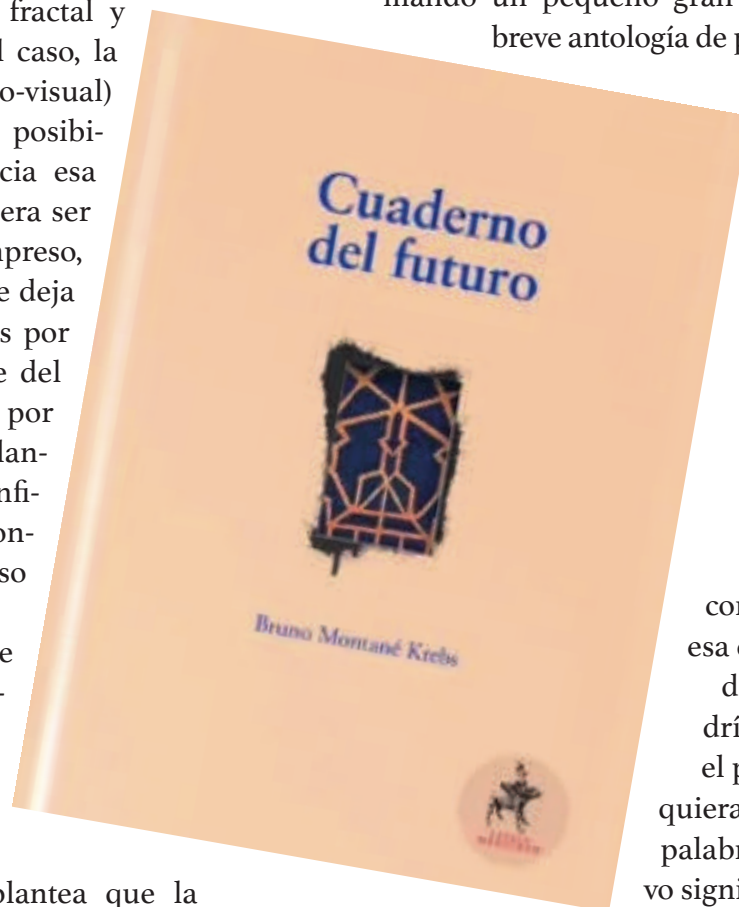 fractal y
caso, la
o-visual)
posibi-
cia esa
era ser
preso,
e deja
s por
e del
por
lan-
nfi-
on-
so
e
-
plantea que la
mando un pequeño gran
breve antología de p
Cuaderno
del futuro
Bruno Montané Krebs
con
esa
d
drí
el p
quiera
palabr
vo signi